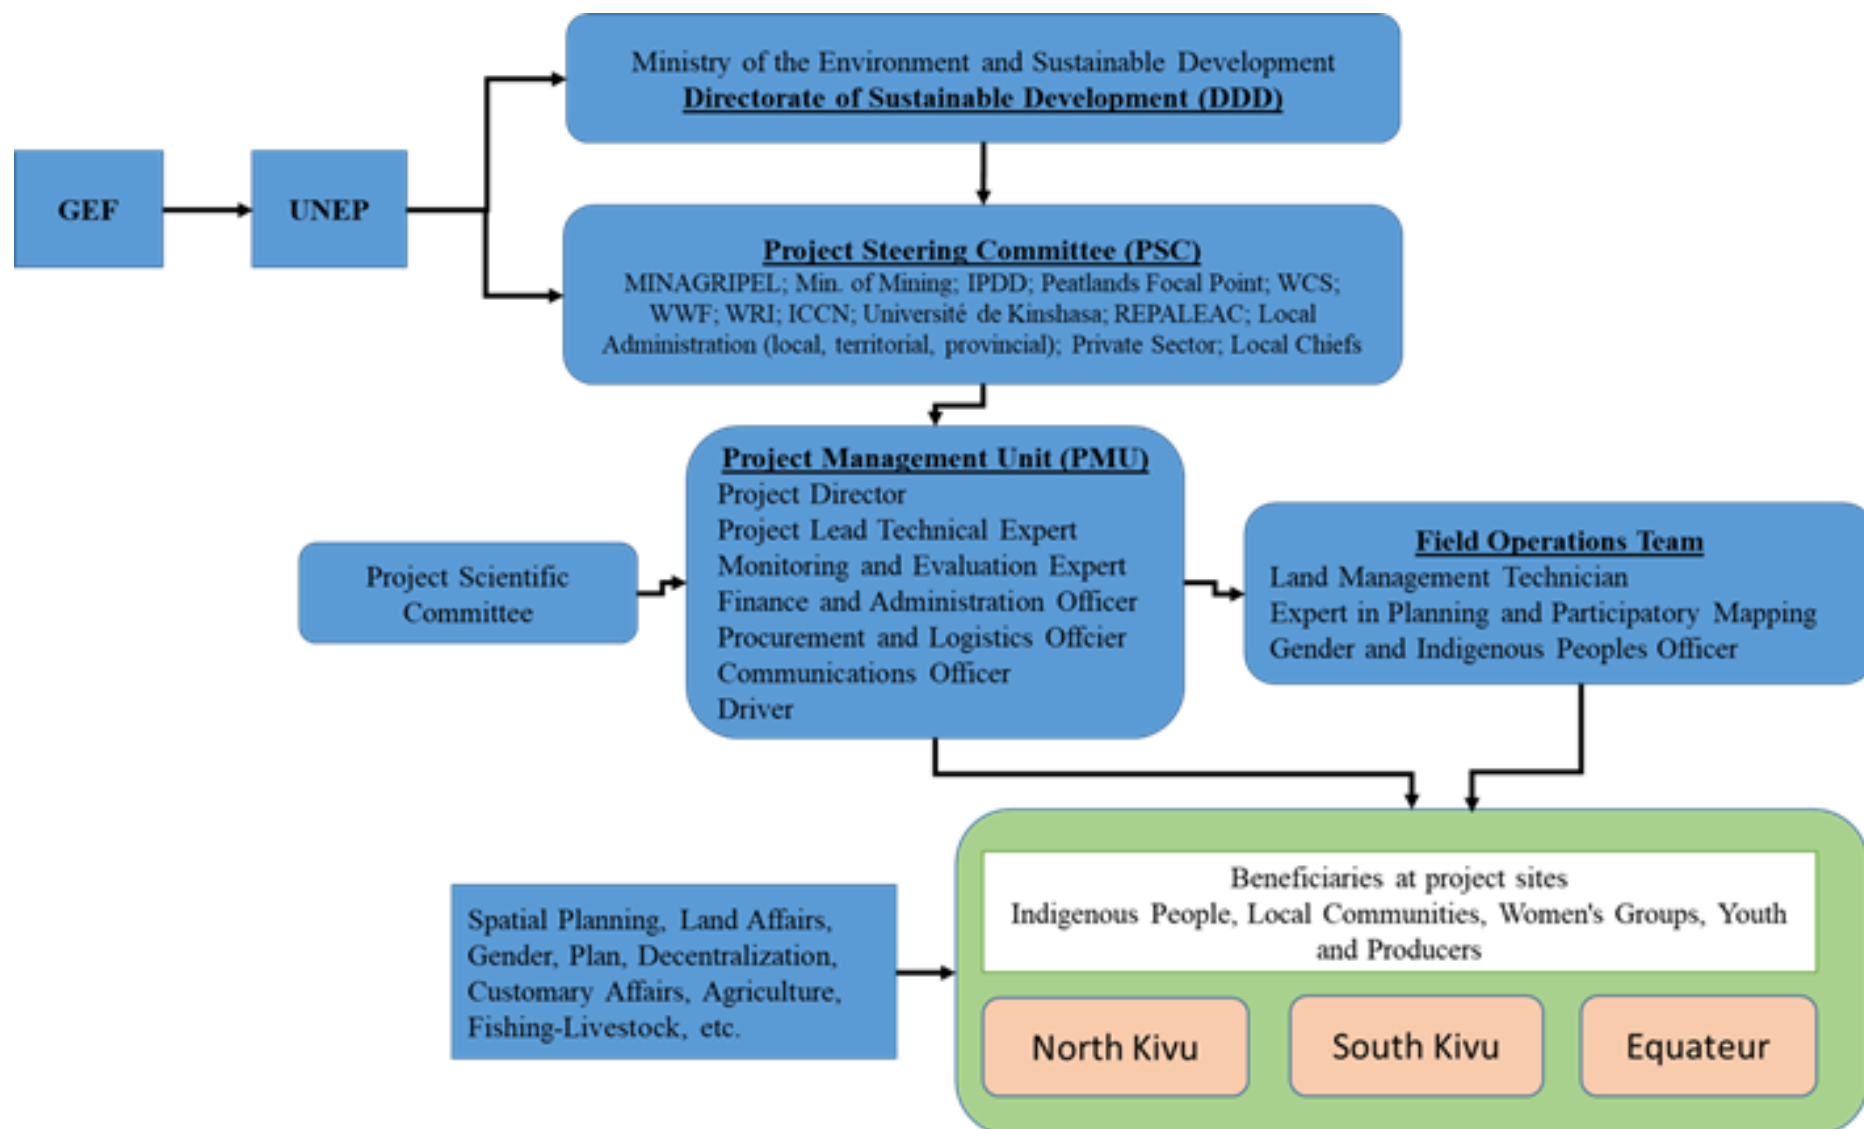 Ministry of the Environment and Sustainable Development
Directorate of Sustainable Development (DDD)
GEF
UNEP
Project Steering Committee (PSC)
MINAGRIPEL; Min. of Mining; IPDD; Peatlands Focal Point; WCS;
WWF; WRI; ICCN; Université de Kinshasa; REPALEAC; Local
Administration (local, territorial, provincial); Private Sector; Local Chiefs
Project Management Unit (PMU)
Project Director
Project Lead Technical Expert
Monitoring and Evaluation Expert
Finance and Administration Officer
Procurement and Logistics Offcier
Communications Officer
Driver
Project Scientific
Committee
Field Operations Team
Land Management Technician
Expert in Planning and Participatory Mapping
Gender and Indigenous Peoples Officer
Spatial Planning, Land Affairs,
Gender, Plan, Decentralization,
Customary Affairs, Agriculture,
Fishing-Livestock, etc.
Beneficiaries at project sites
Indigenous People, Local Communities, Women's Groups, Youth
and Producers
North Kivu
South Kivu
Equateur